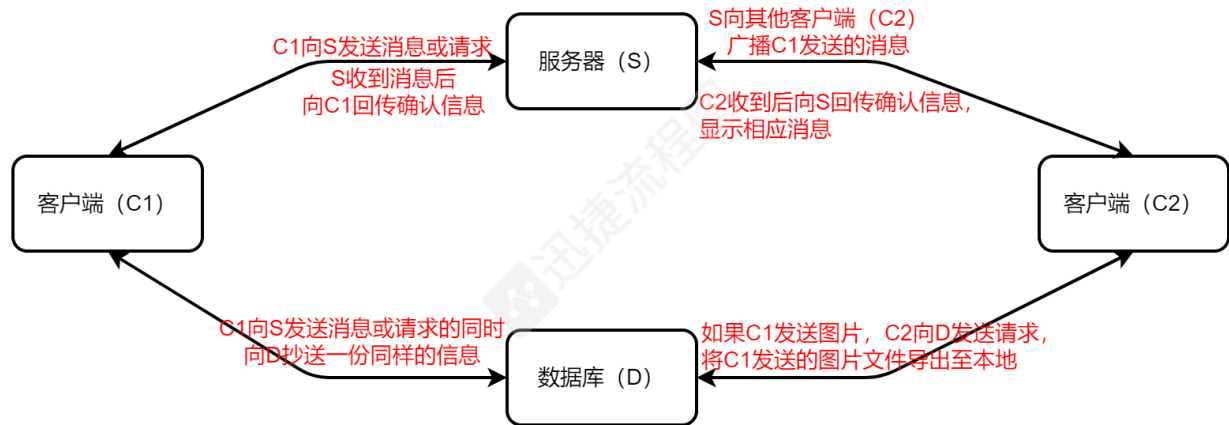 C1向S发送消息或请求
S收到消息后
向C1回传确认信息
服务器（S）
S向其他客户端（C2）
广播C1发送的消息
C2收到后向S回传确认信息，
显示相应消息
客户端（C1）
客户端（C2）
C1向S发送消息或请求的同时
向D抄送一份同样的信息
数据库（D）
如果C1发送图片，C2向D发送请求，
将C1发送的图片文件导出至本地
迅捷流程图